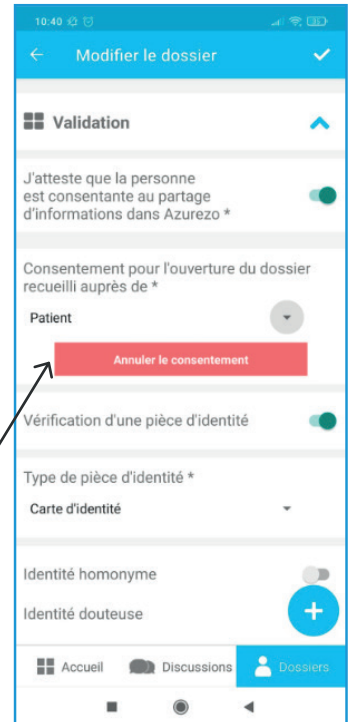 10:40
Modifier le dossier
Validation
J'atteste que la personne
est consentante au partage
d'informations dans Azurezo *
Consentement pour l'ouverture du dossier
recueilli auprès de *
Patient
Annuler le consentement
Vérification d'une pièce d'identité
Type de pièce d'identité *
Carte d'identité
Identité homonyme
Identité douteuse
+
Accueil Discussions Dossiers